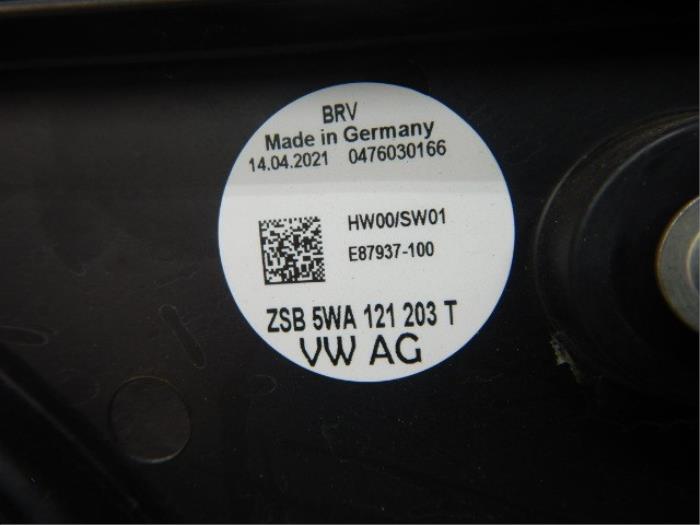 BRV
Made in Germany
14.04.2021 0476030166
HW00/SW01
E87937-100
ZSB 5WA 121 203 T
VW AG